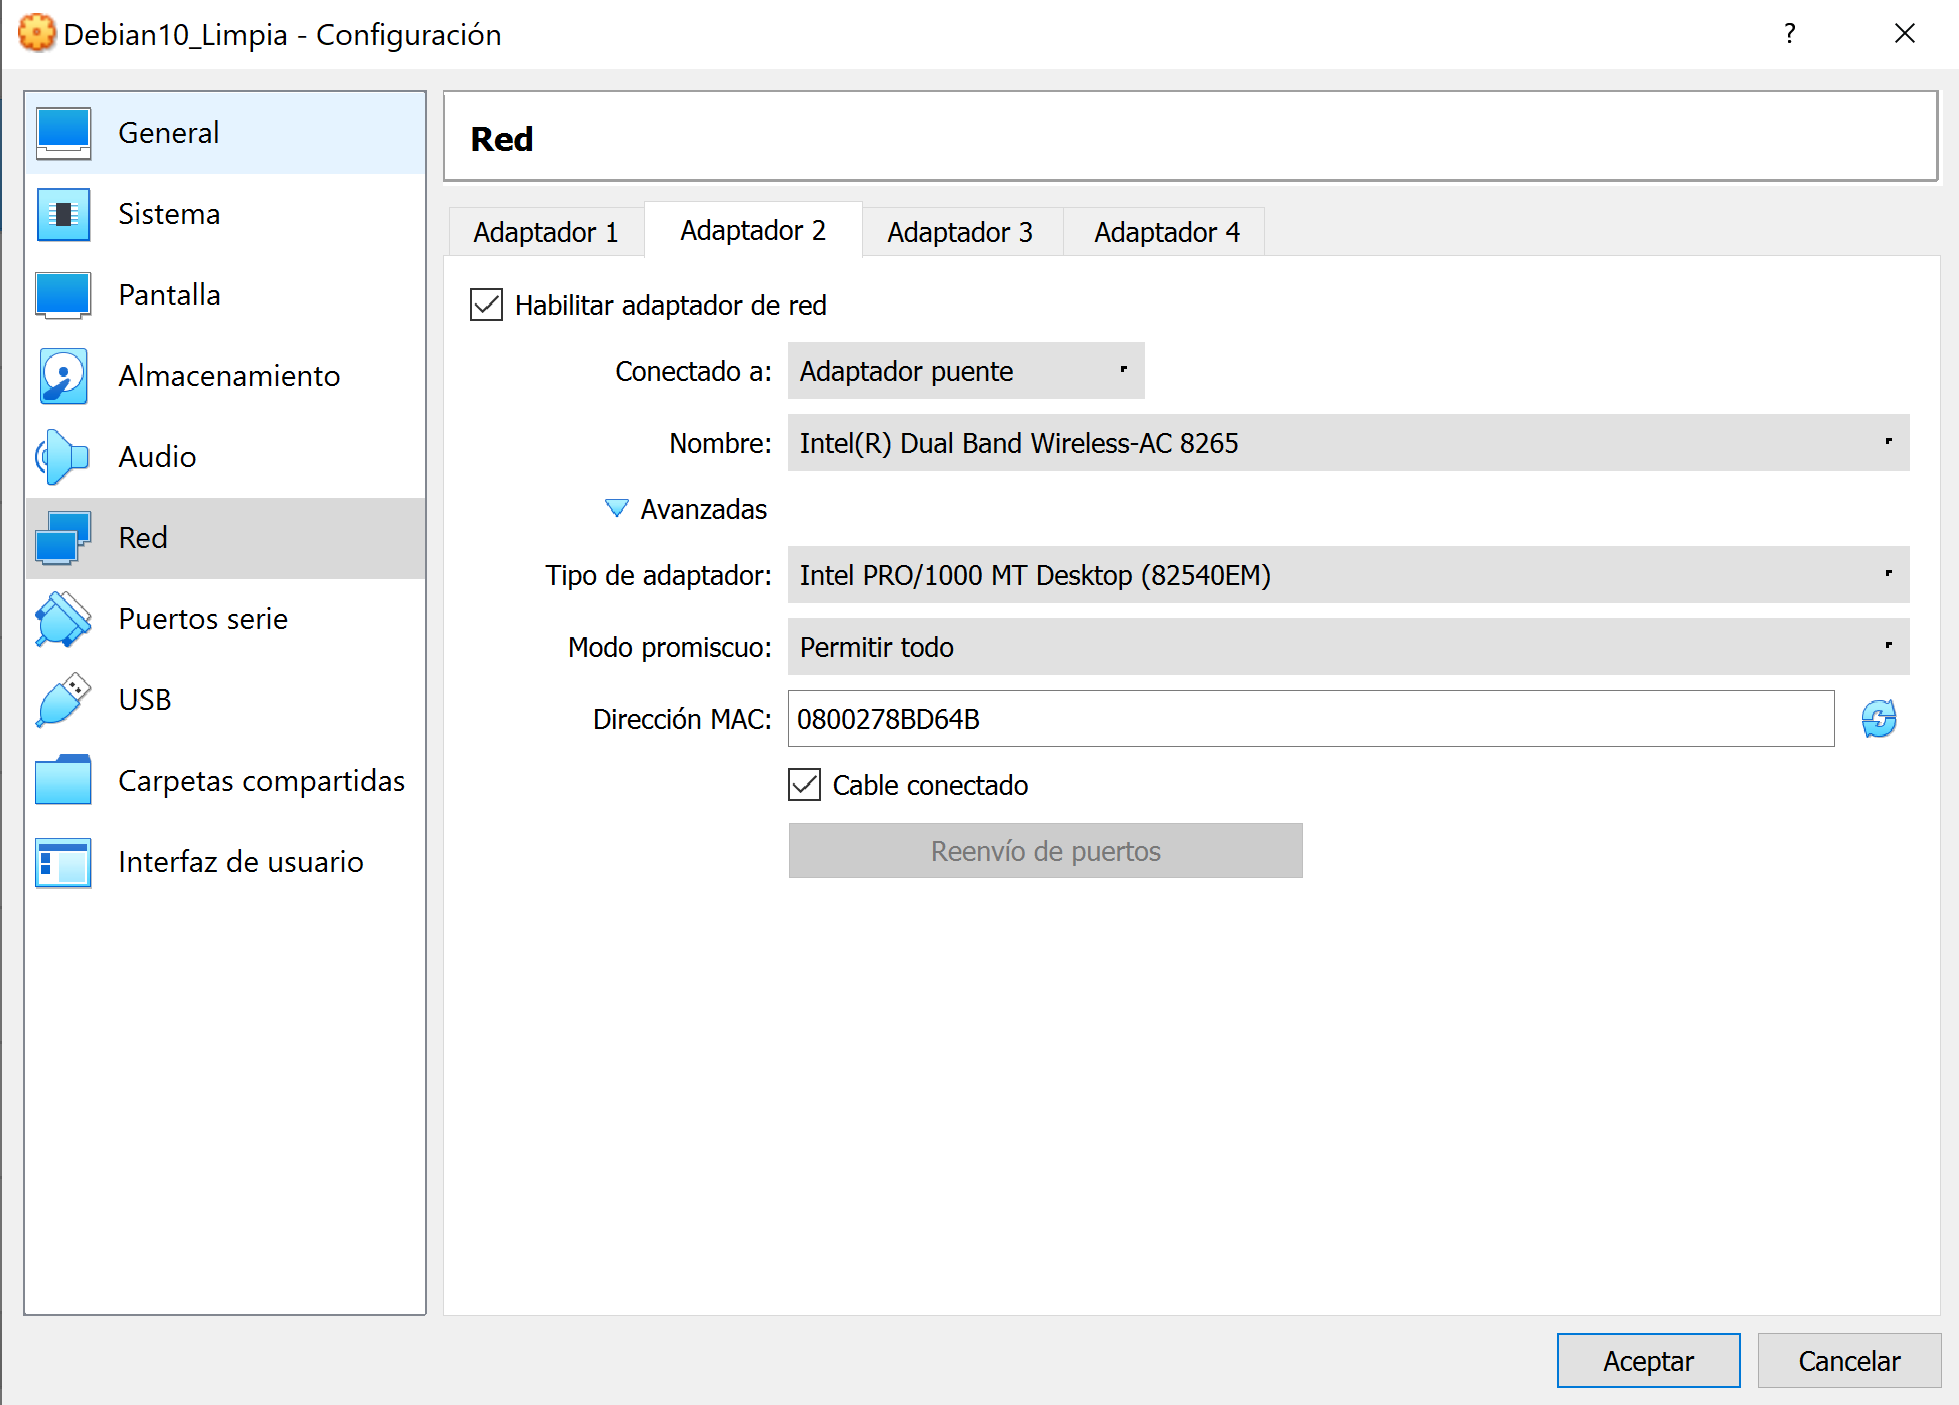 Debian10_Limpia - Configuración
?
General
Sistema
Pantalla
Almacenamiento
Audio
Red
Puertos serie
USB
Carpetas compartidas
Interfaz de usuario
Red
Adaptador 1 Adaptador 2 Adaptador 3 Adaptador 4
Habilitar adaptador de red
Conectado a: Adaptador puente
Nombre: Intel(R) Dual Band Wireless-AC 8265
Avanzadas
Tipo de adaptador: Intel PRO/1000 MT Desktop (82540EM)
Modo promiscuo: Permitir todo
Dirección MAC: 0800278BD64B
Cable conectado
Reenvío de puertos
Aceptar Cancelar